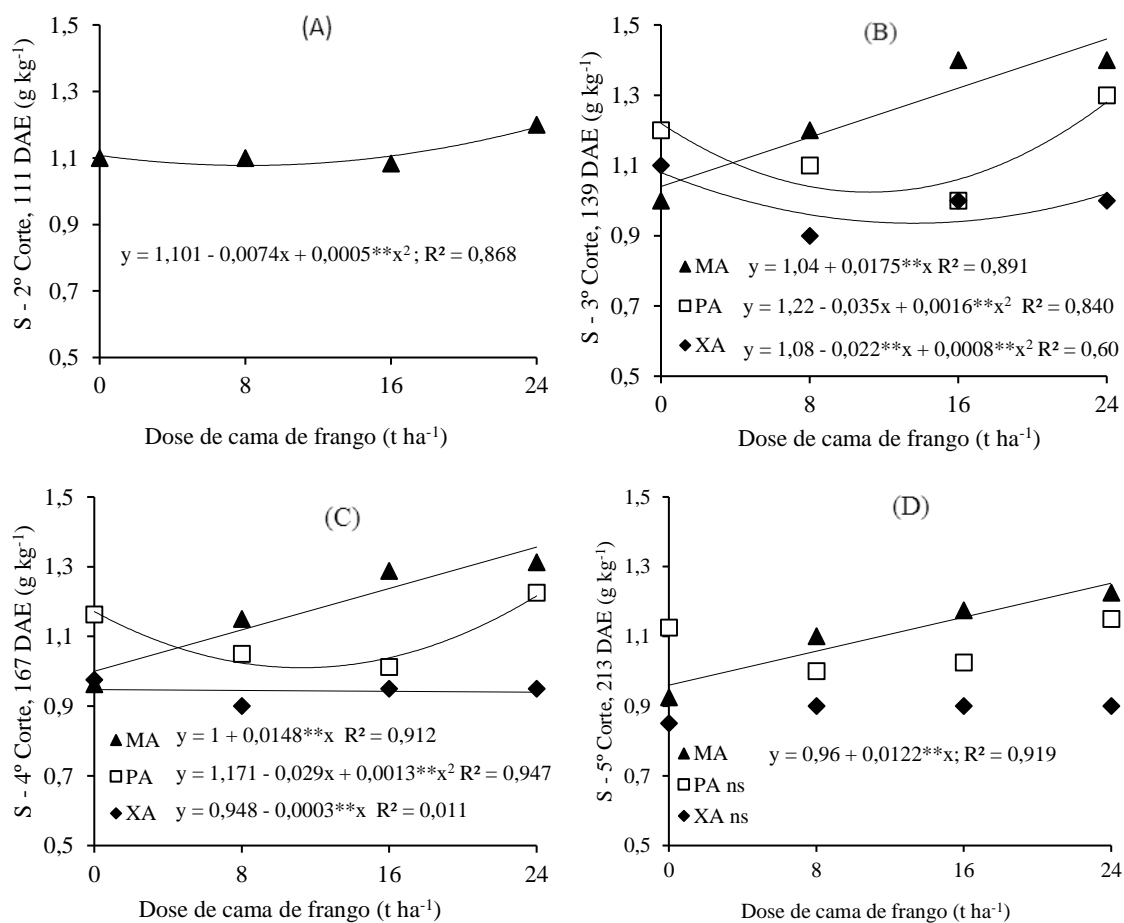 (A)
S - 2º Corte, 111 DAE (g kg⁻¹)
1,5
1,3
1,1
0,9
0,7
0,5
y = 1,101 - 0,0074x + 0,0005**x²; R² = 0,868
0 8 16 24
Dose de cama de frango (t ha⁻¹)
(B)
S - 3º Corte, 139 DAE (g kg⁻¹)
1,5
1,3
1,1
0,9
0,7
0,5
MA y = 1,04 + 0,0175**x R² = 0,891
PA y = 1,22 - 0,035x + 0,0016**x² R² = 0,840
XA y = 1,08 - 0,022**x + 0,0008**x² R² = 0,60
0 8 16 24
Dose de cama de frango (t ha⁻¹)
(C)
S - 4º Corte, 167 DAE (g kg⁻¹)
1,5
1,3
1,1
0,9
0,7
0,5
MA y = 1 + 0,0148**x R² = 0,912
PA y = 1,171 - 0,029x + 0,0013**x² R² = 0,947
XA y = 0,948 - 0,0003**x R² = 0,011
0 8 16 24
Dose de cama de frango (t ha⁻¹)
(D)
S - 5º Corte, 213 DAE (g kg⁻¹)
1,5
1,3
1,1
0,9
0,7
0,5
MA y = 0,96 + 0,0122**x; R² = 0,919
PA ns
XA ns
0 8 16 24
Dose de cama de frango (t ha⁻¹)